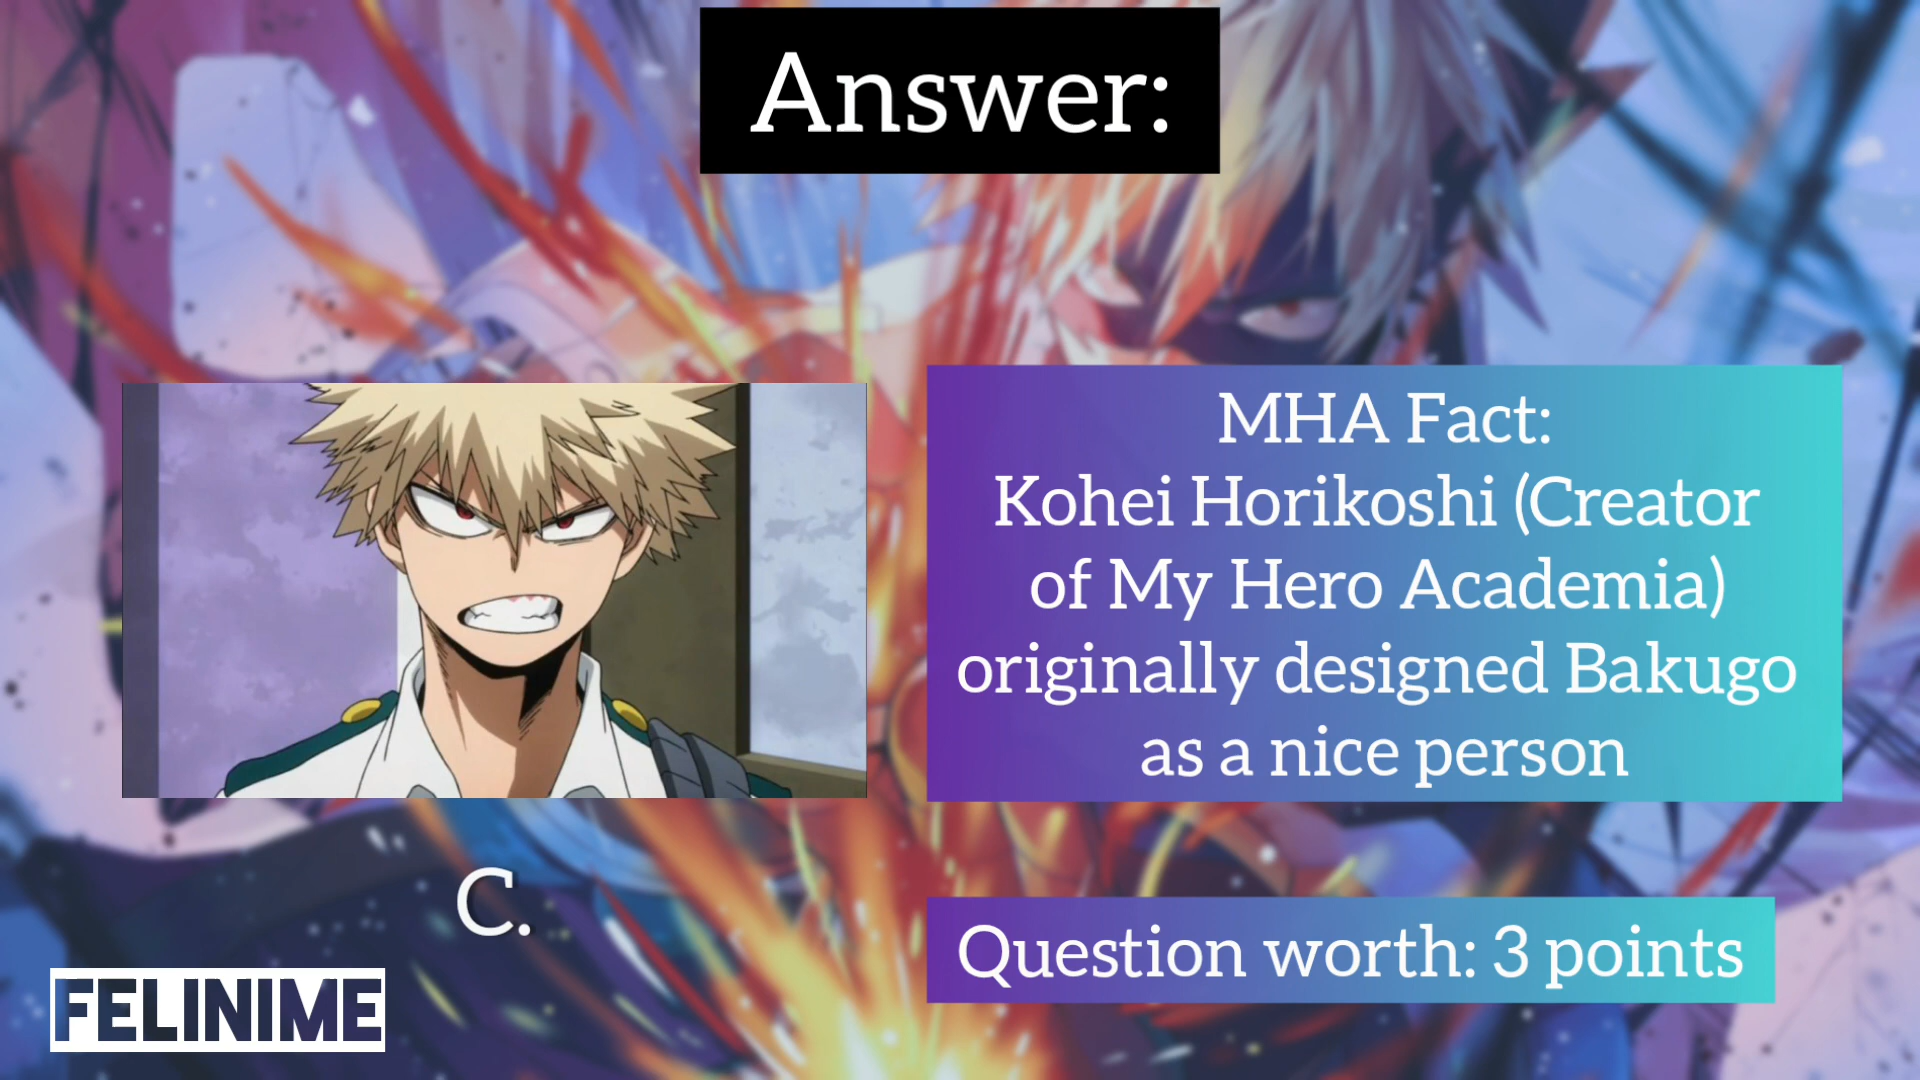 Answer:
MHA Fact:
Kohei Horikoshi (Creator
of My Hero Academia)
originally designed Bakugo
as a nice person
C.
Question worth: 3 points
FELINIME